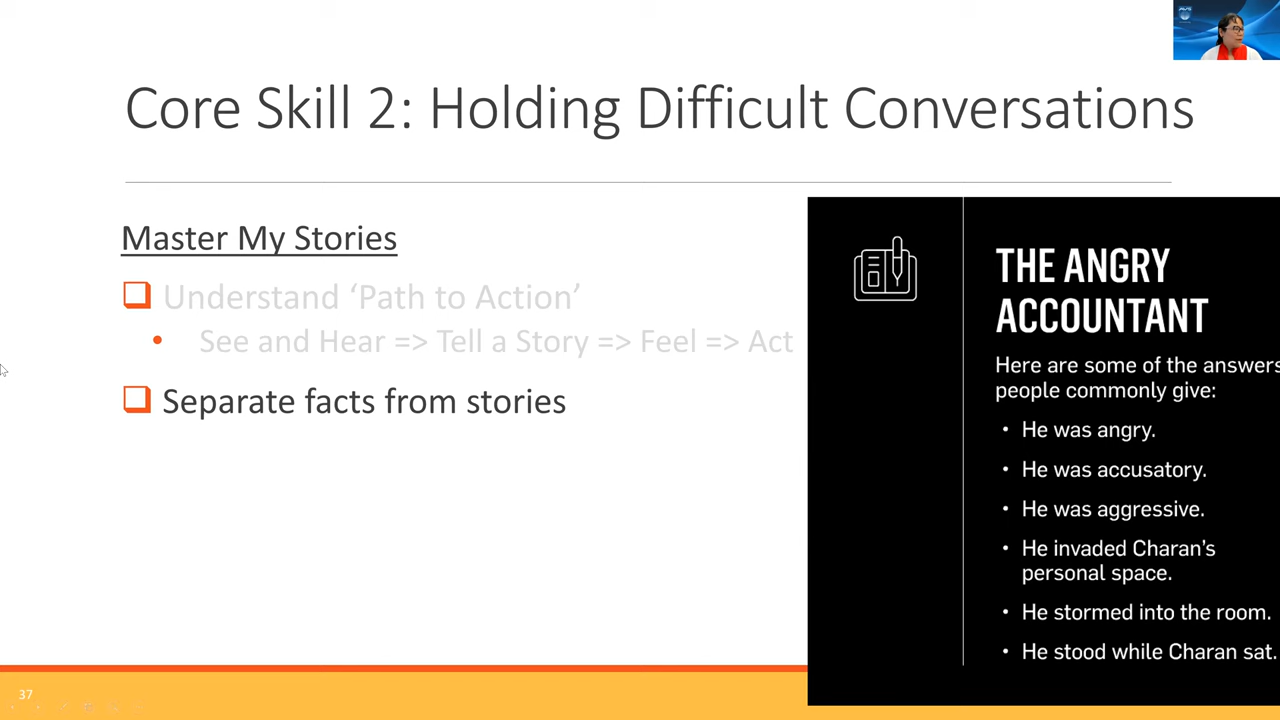 Core Skill 2: Holding Difficult Conversations
Master My Stories
Understand ‘Path to Action’
See and Hear => Tell a Story => Feel => Act
Separate facts from stories
THE ANGRY
ACCOUNTANT
Here are some of the answers
people commonly give:
• He was angry.
• He was accusatory.
• He was aggressive.
• He invaded Charan's
personal space.
• He stormed into the room.
• He stood while Charan sat.
37